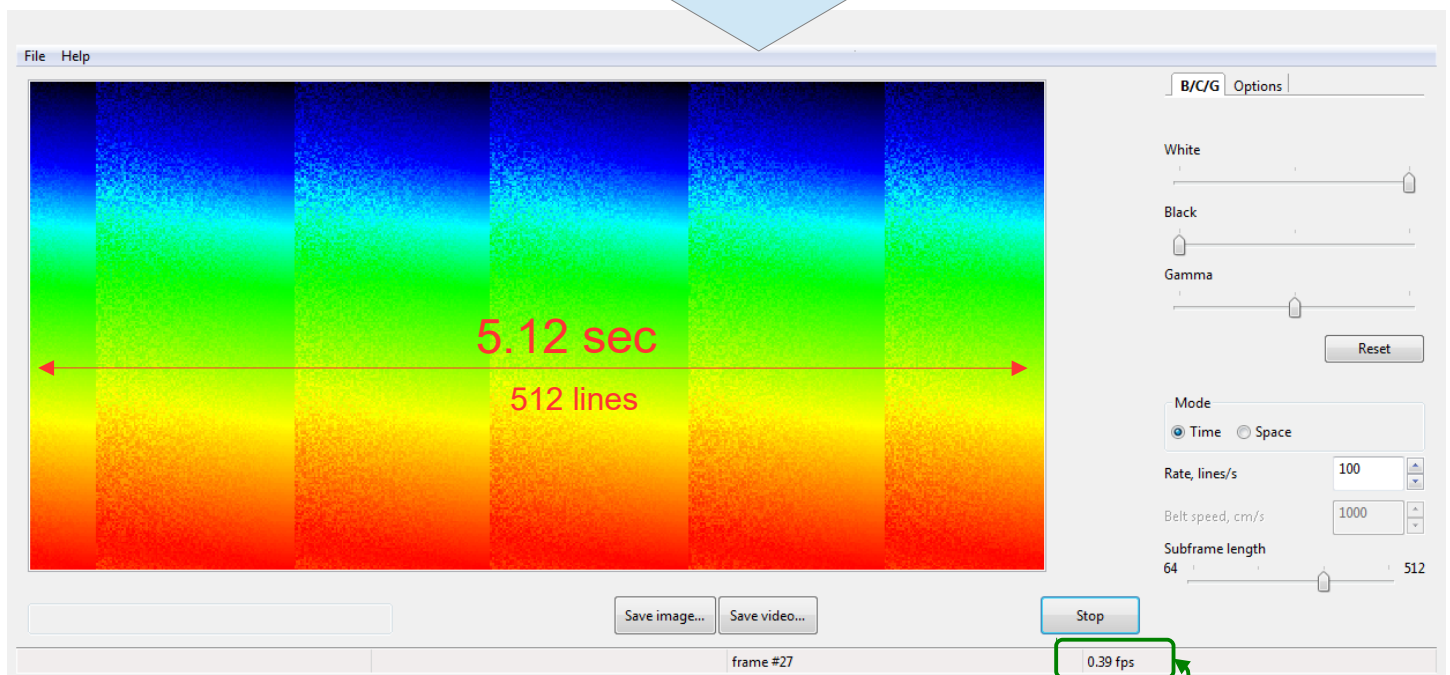 File Help
B/C/G Options
White
Black
Gamma
5.12 sec
512 lines
Reset
Mode
Time Space
Rate, lines/s 100
Belt speed, cm/s 1000
Subframe length
64 512
Save image... Save video... Stop
frame #27 0.39 fps